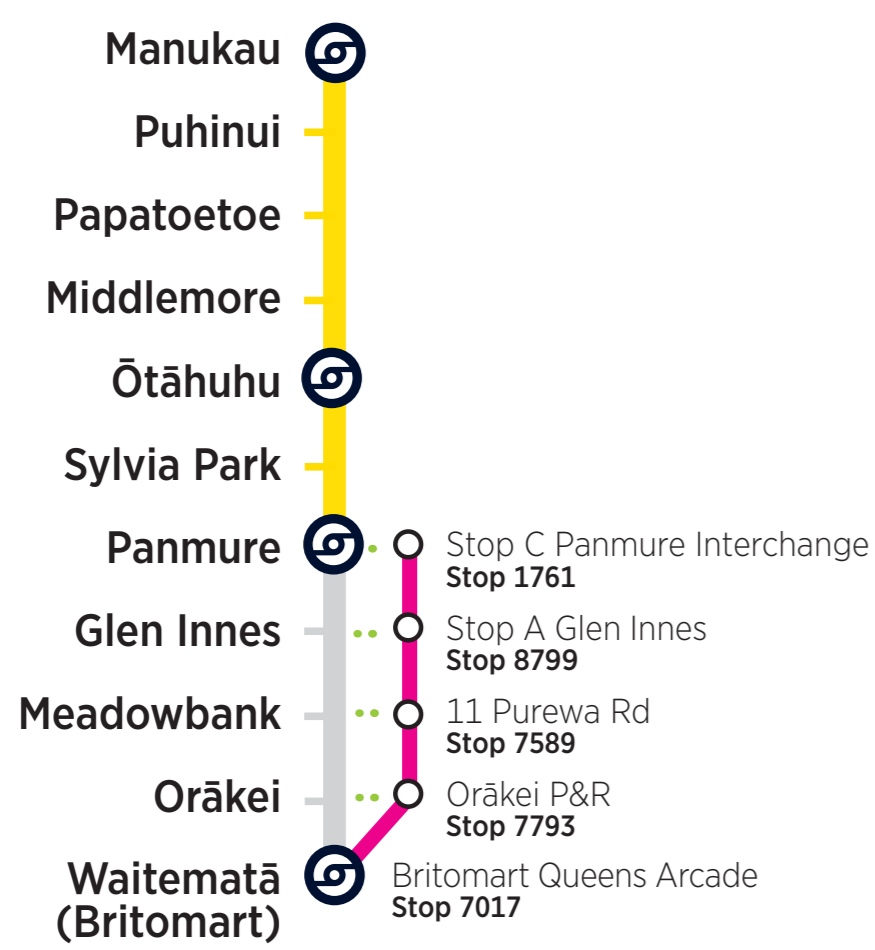 Manukau
Puhinui
Papatoetoe
Middlemore
Ōtāhuhu
Sylvia Park
Panmure
Stop C Panmure Interchange
Stop 1761
Glen Innes
Stop A Glen Innes
Stop 8799
Meadowbank
11 Purewa Rd
Stop 7589
Orākei
Orākei P&R
Stop 7793
Waitematā
(Britomart)
Britomart Queens Arcade
Stop 7017